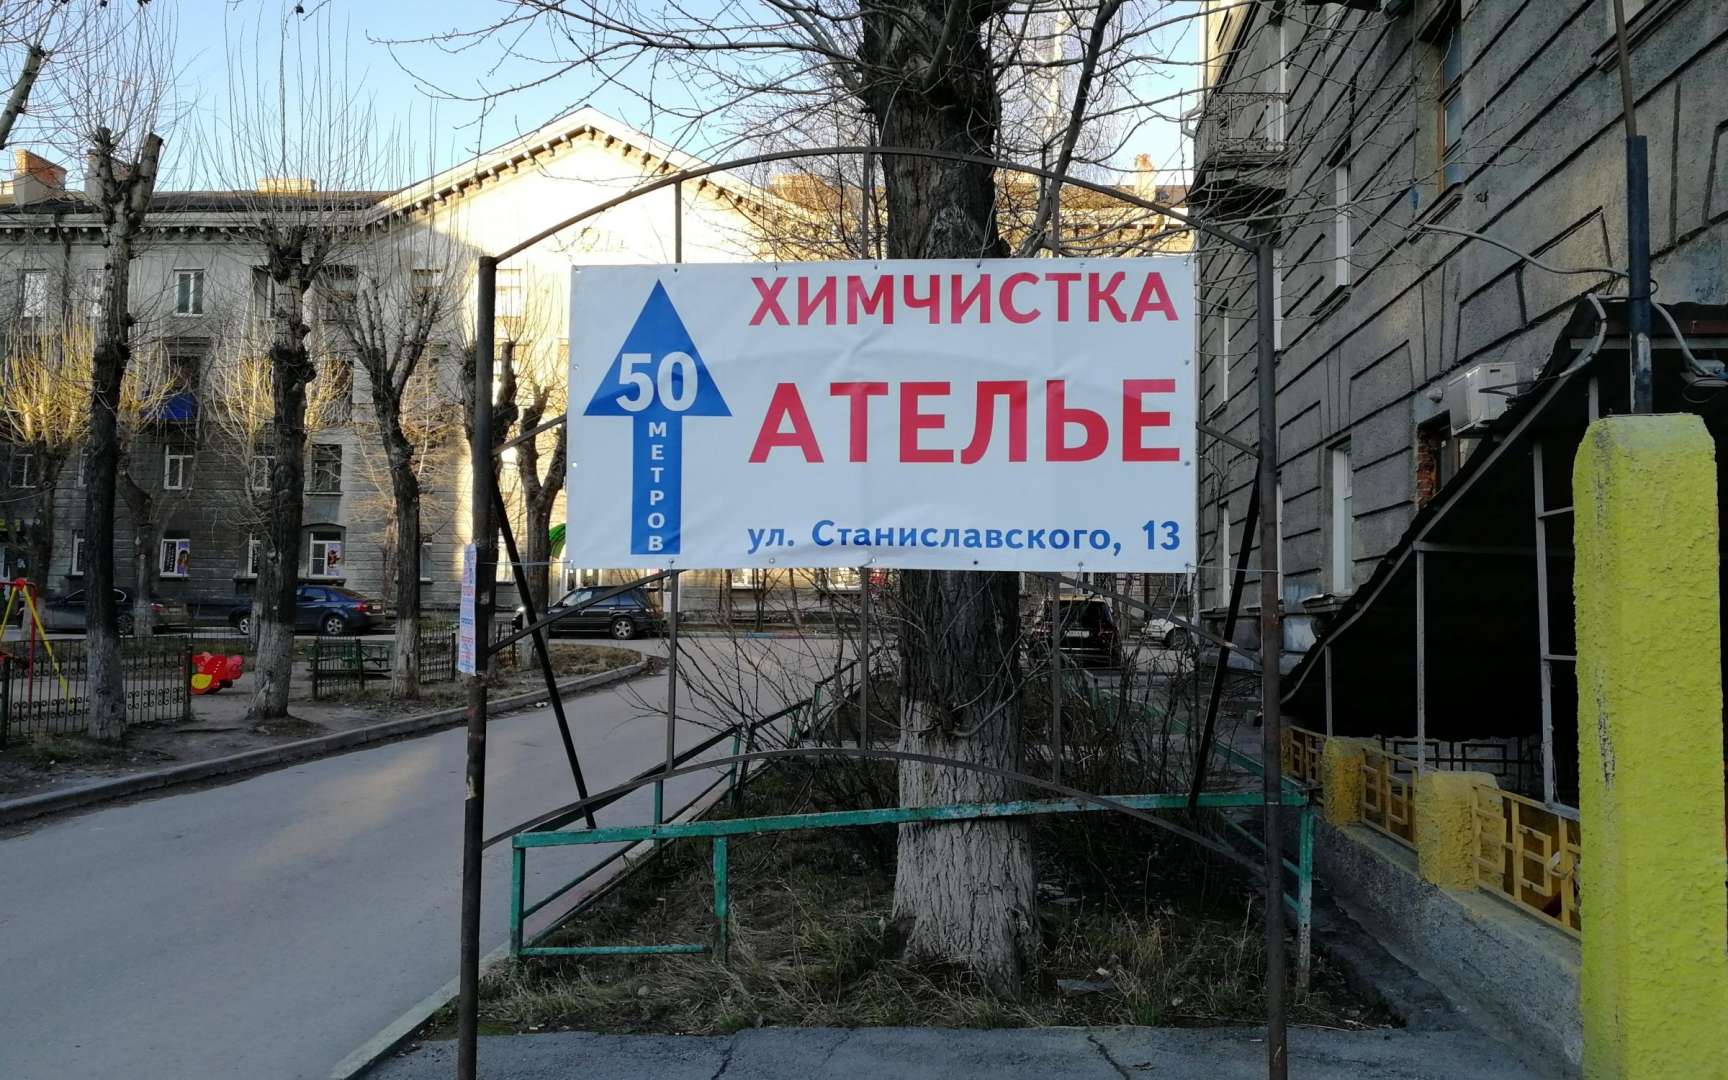 50
МЕТРОВ
ХИМЧИСТКА
АТЕЛЬЕ
ул. Станиславского, 13